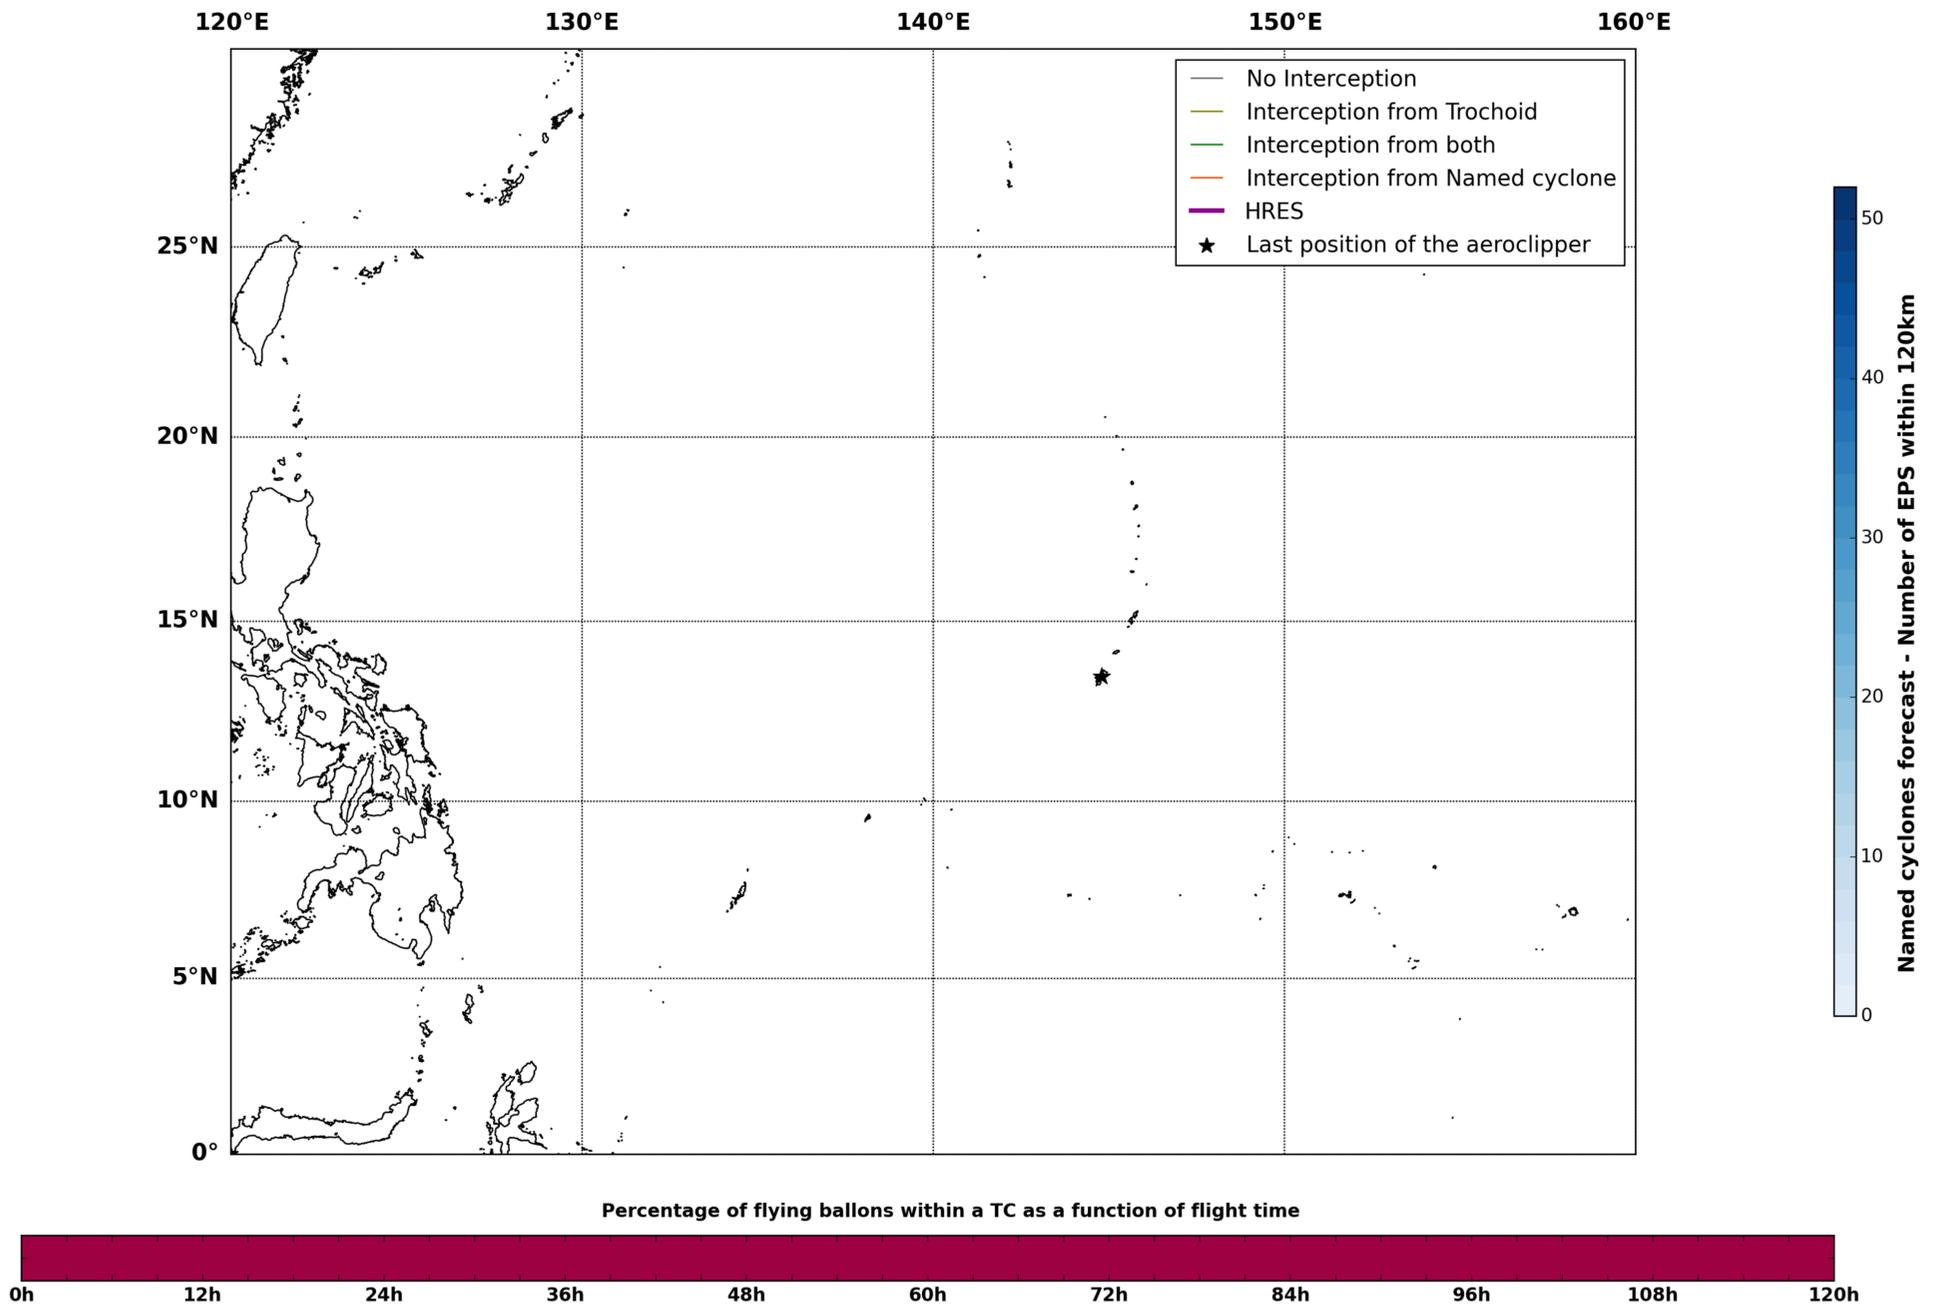 120°E 130°E 140°E 150°E 160°E
No Interception
Interception from Trochoid
Interception from both
Interception from Named cyclone
HRES
Last position of the aeroclipper
25°N
20°N
15°N
10°N
5°N
0°
50
40
30
20
10
0
Named cyclones forecast - Number of EPS within 120km
Percentage of flying ballons within a TC as a function of flight time
0h 12h 24h 36h 48h 60h 72h 84h 96h 108h 120h